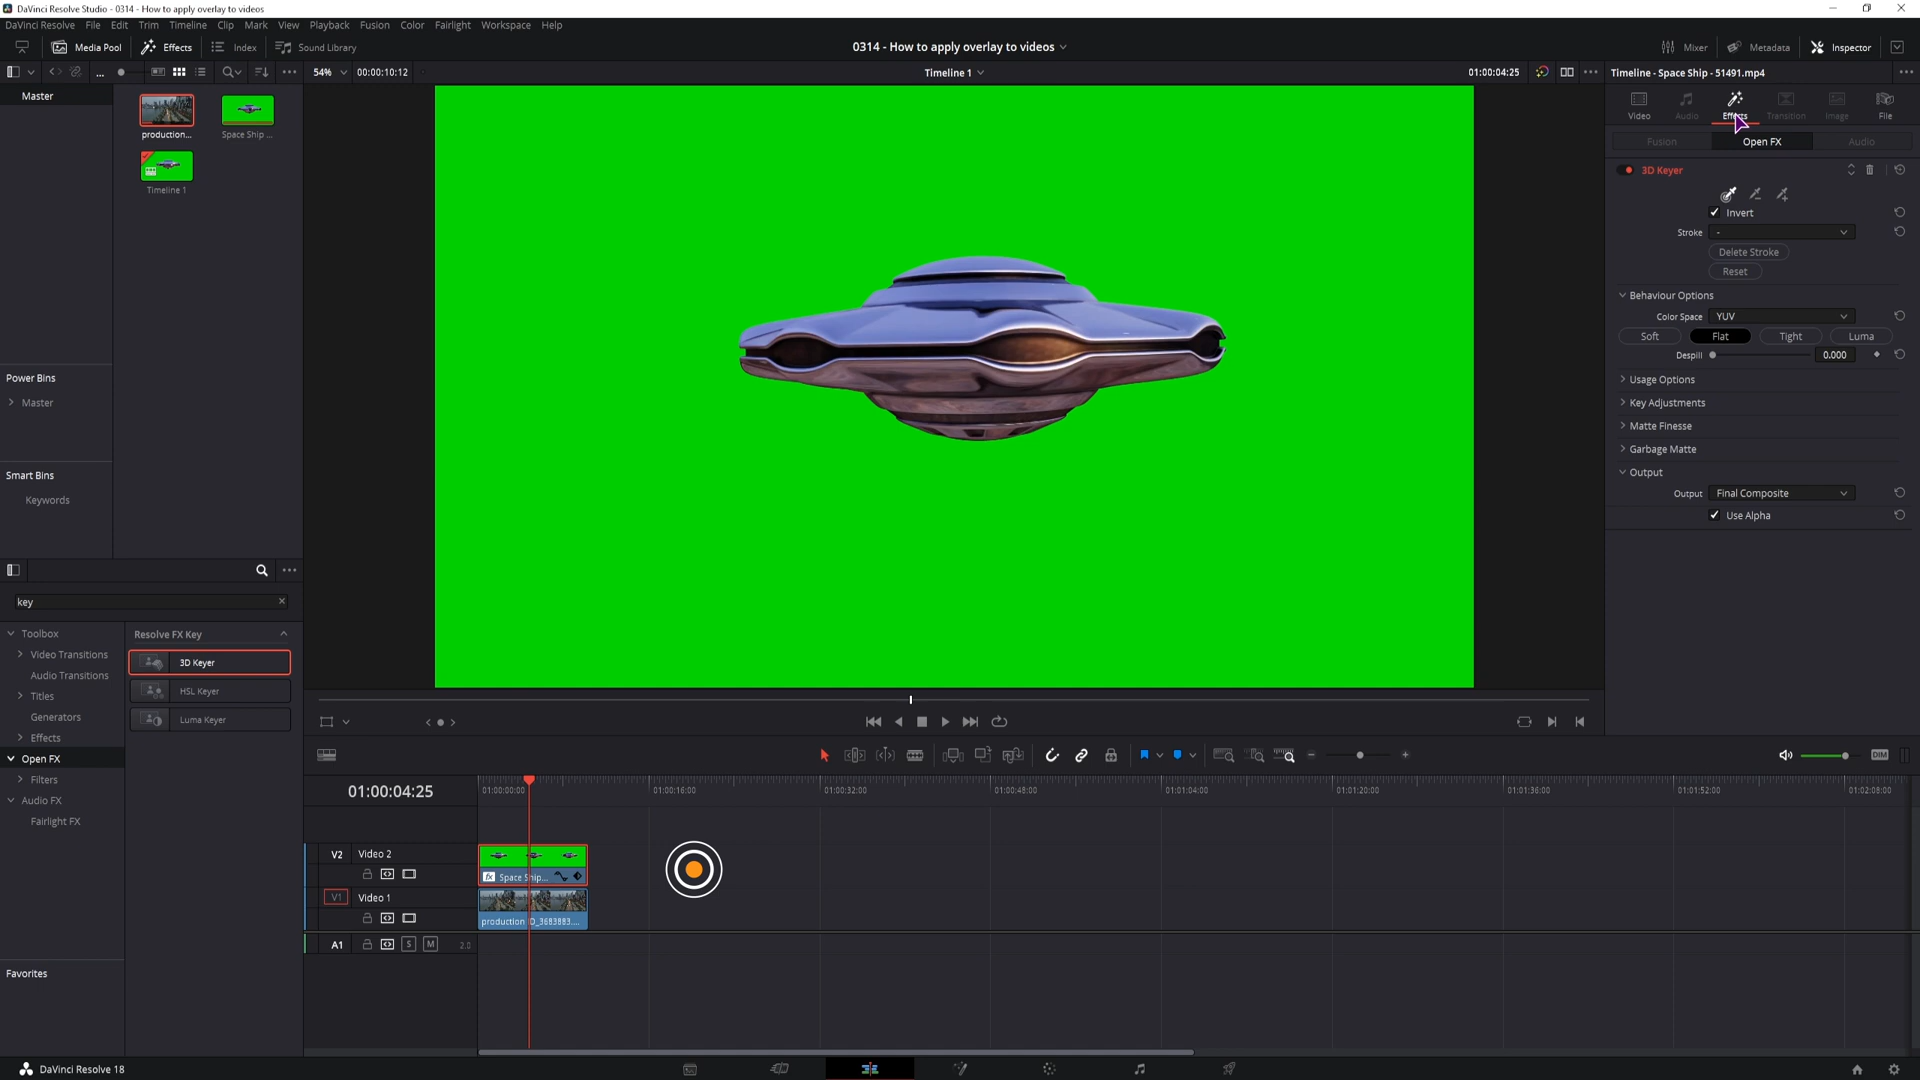 DaVinci Resolve Studio - 0314 - How to apply overlay to videos
DaVinci Resolve File Edit Trim Timeline Clip Mark View Playback Fusion Color Fairlight Workspace Help
Media Pool Effects Index Sound Library
0314 - How to apply overlay to videos
Mixer Metadata Inspector
... 54% 00:00:10:12
Timeline 1
01:00:04:25
Timeline - Space Ship - 51491.mp4
Master
production...
Space Ship ...
Timeline 1
Video Audio Effects Transition Image File
Fusion Open FX Audio
3D Keyer
Invert
Stroke -
Delete Stroke
Reset
Behaviour Options
Color Space YUV
Soft Flat Tight Luma
Despill 0.000
Usage Options
Key Adjustments
Matte Finesse
Garbage Matte
Output
Output Final Composite
Use Alpha
Power Bins
Master
Smart Bins
Keywords
key
Toolbox
Video Transitions
Audio Transitions
Titles
Generators
Effects
Open FX
Filters
Audio FX
Fairlight FX
Favorites
Resolve FX Key
3D Keyer
HSL Keyer
Luma Keyer
DIM
01:00:04:25
01:00:00:00 01:00:16:00 01:00:32:00 01:00:48:00 01:01:04:00 01:01:20:00 01:01:36:00 01:01:52:00 01:02:08:00
V2 Video 2
fx Space Ship...
V1 Video 1
production ID_3683883....
A1 S M 2.0
DaVinci Resolve 18